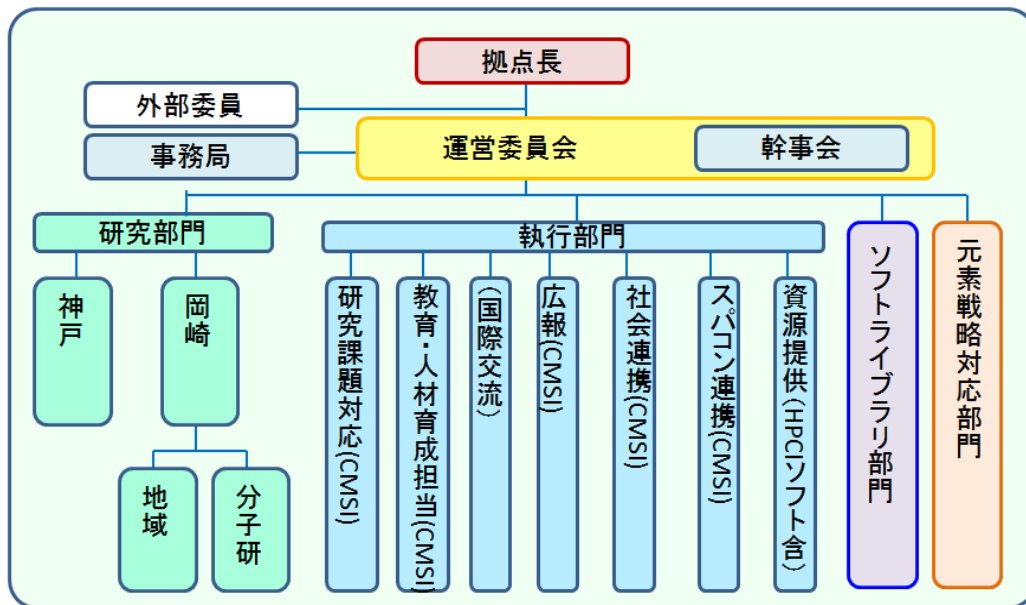 拠点長
外部委員
事務局
運営委員会
幹事会
研究部門
執行部門
神戸
岡崎
地域
分子研
研究課題対応(CMSI)
教育・人材育成担当(CMSI)
(国際交流)
広報(CMSI)
社会連携(CMSI)
スパコン連携(CMSI)
資源提供(HPCIソフト含)
ソフトライブラリ部門
元素戦略対応部門